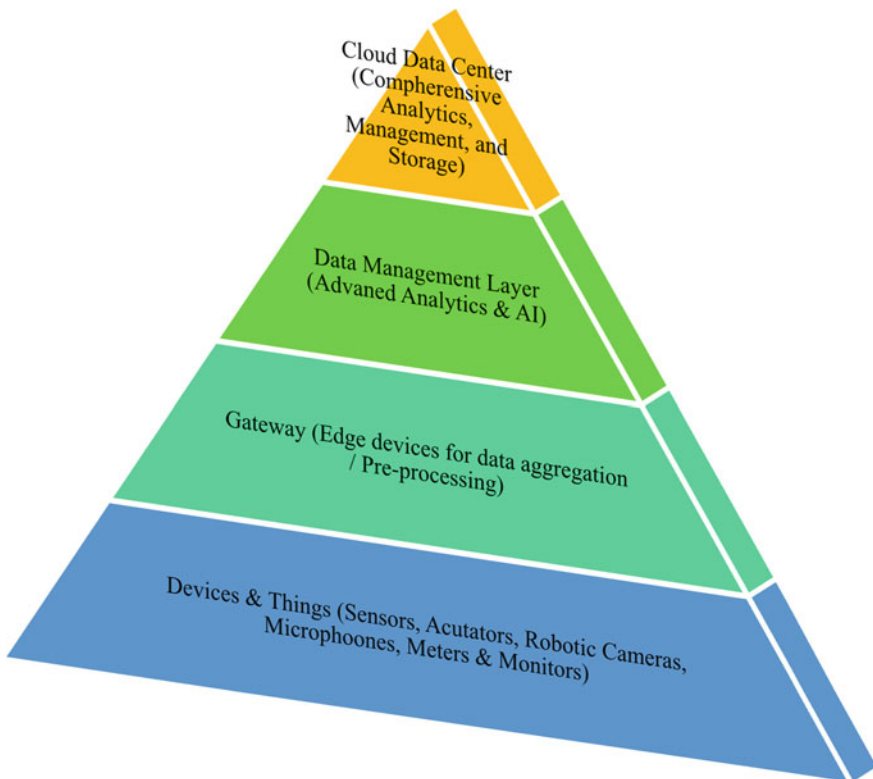 Cloud Data Center
(Compherensive
Analytics,
Management, and
Storage)
Data Management Layer
(Advaned Analytics & AI)
Gateway (Edge devices for data aggregation
/ Pre-processing)
Devices & Things (Sensors, Acutators, Robotic Cameras,
Microphoones, Meters & Monitors)